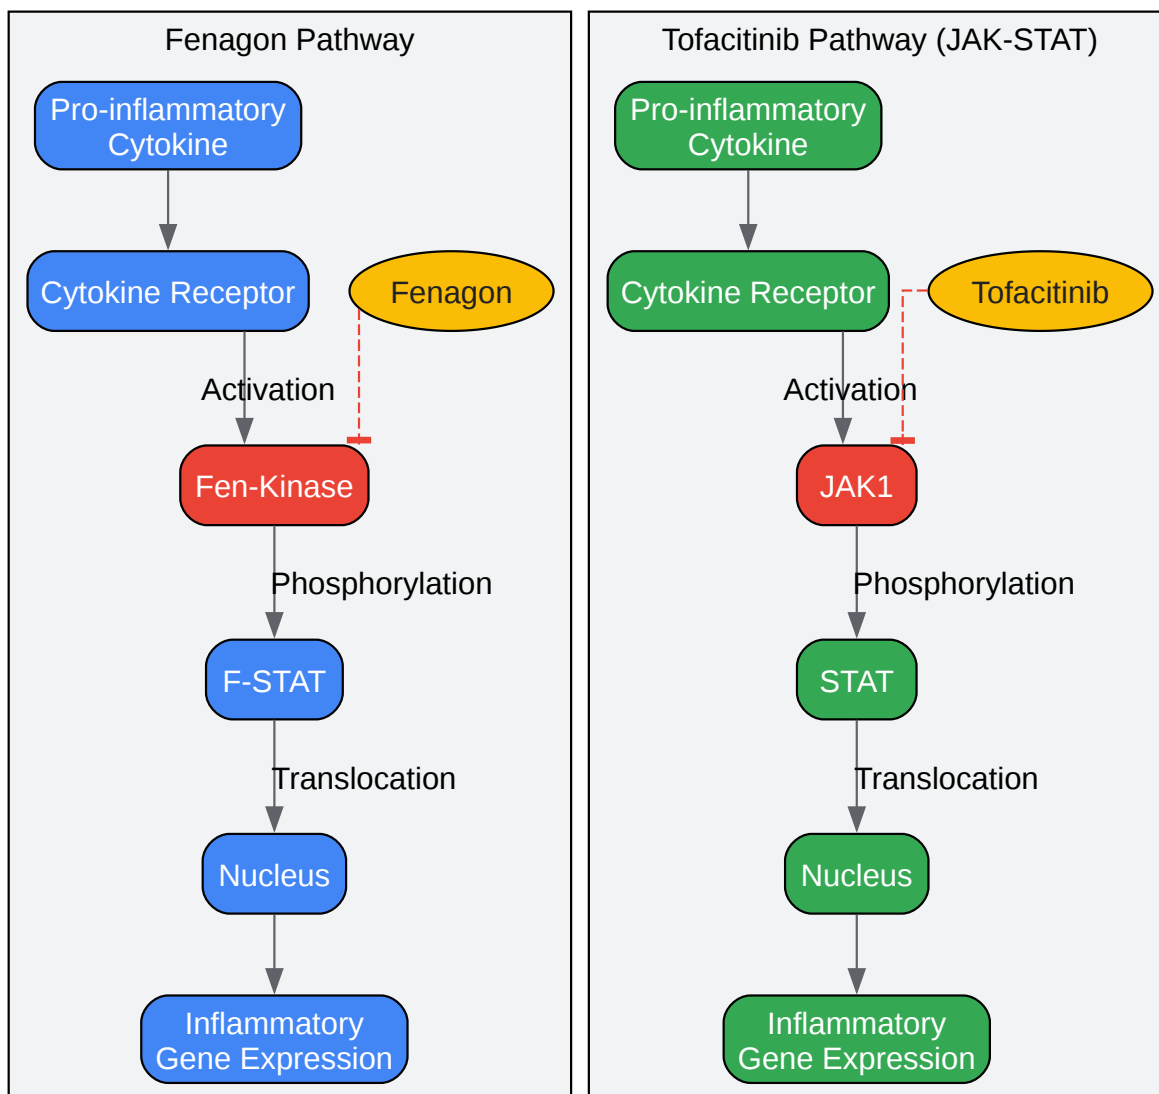 Fenagon Pathway
Pro-inflammatory
Cytokine
Cytokine Receptor
Fenagon
Activation
Fen-Kinase
Phosphorylation
F-STAT
Translocation
Nucleus
Inflammatory
Gene Expression
Tofacitinib Pathway (JAK-STAT)
Pro-inflammatory
Cytokine
Cytokine Receptor
Tofacitinib
Activation
JAK1
Phosphorylation
STAT
Translocation
Nucleus
Inflammatory
Gene Expression